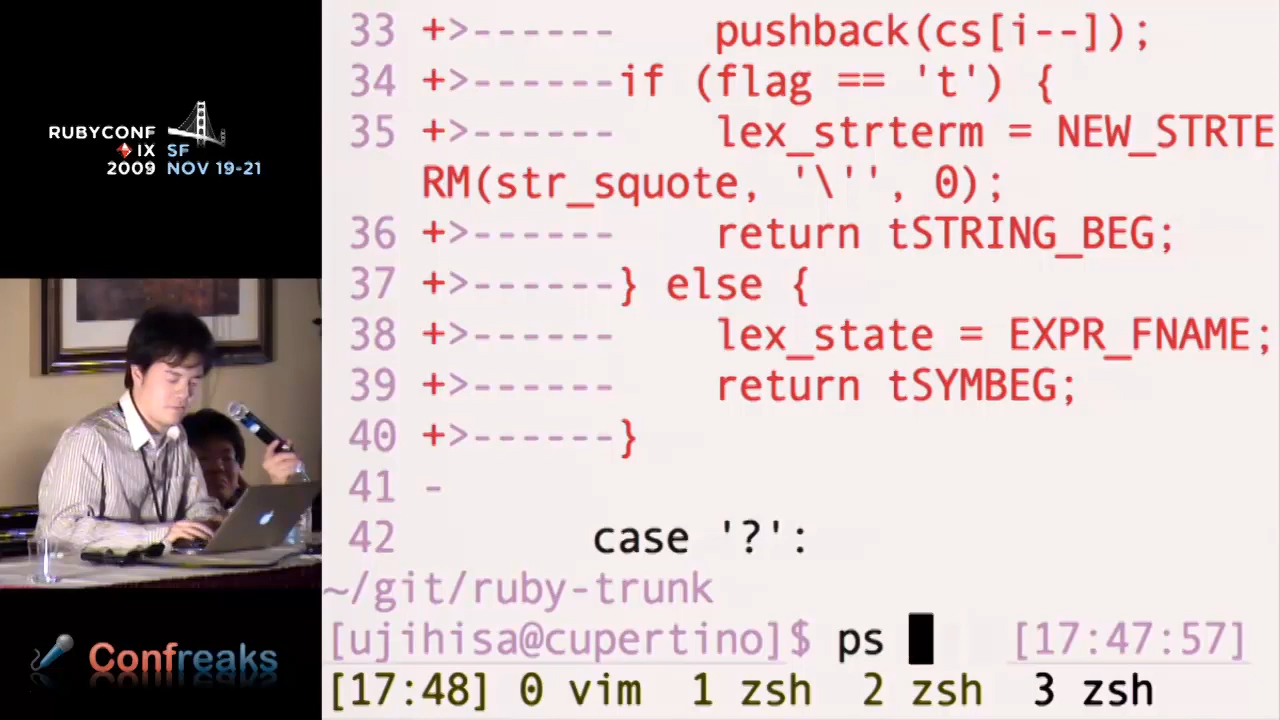 RUBYCONF
IX SF
2009 NOV 19-21
33 +>------ pushback(cs[i--]);
34 +>------if (flag == 't') {
35 +>------ lex_strterm = NEW_STRTE
RM(str_squote, '\'', 0);
36 +>------ return tSTRING_BEG;
37 +>------} else {
38 +>------ lex_state = EXPR_FNAME;
39 +>------ return tSYMBEG;
40 +>------}
41 -
42 case '?':
~/git/ruby-trunk
[ujihisa@cupertino]$ ps [17:47:57]
[17:48] 0 vim 1 zsh 2 zsh 3 zsh
Confreaks